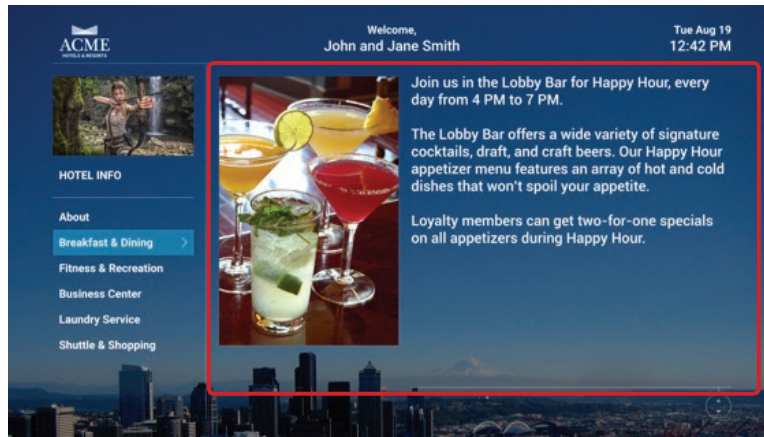 ACME
HOTELS & RESORTS
Welcome,
John and Jane Smith
Tue Aug 19
12:42 PM
HOTEL INFO
About
Breakfast & Dining
Fitness & Recreation
Business Center
Laundry Service
Shuttle & Shopping
Join us in the Lobby Bar for Happy Hour, every
day from 4 PM to 7 PM.
The Lobby Bar offers a wide variety of signature
cocktails, draft, and craft beers. Our Happy Hour
appetizer menu features an array of hot and cold
dishes that won't spoil your appetite.
Loyalty members can get two-for-one specials
on all appetizers during Happy Hour.